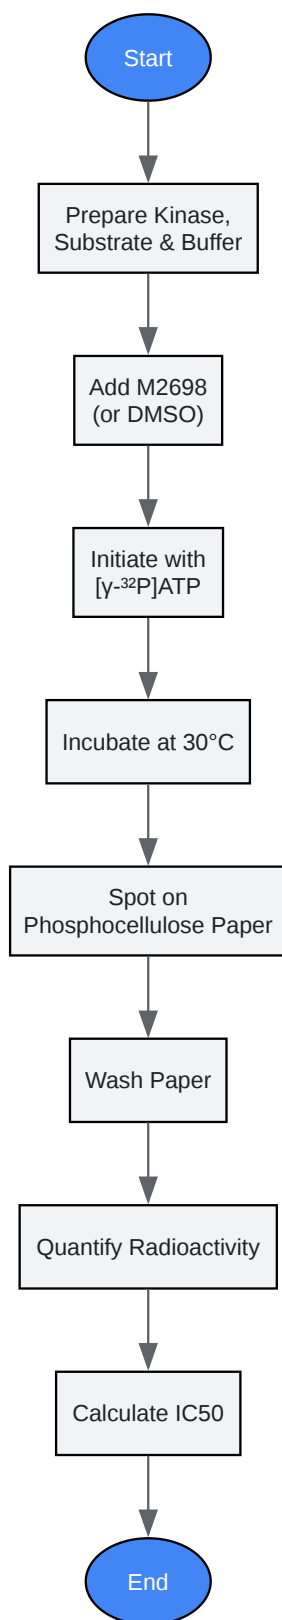 Start
Prepare Kinase,
Substrate & Buffer
Add M2698
(or DMSO)
Initiate with
[γ-³²P]ATP
Incubate at 30°C
Spot on
Phosphocellulose Paper
Wash Paper
Quantify Radioactivity
Calculate IC50
End